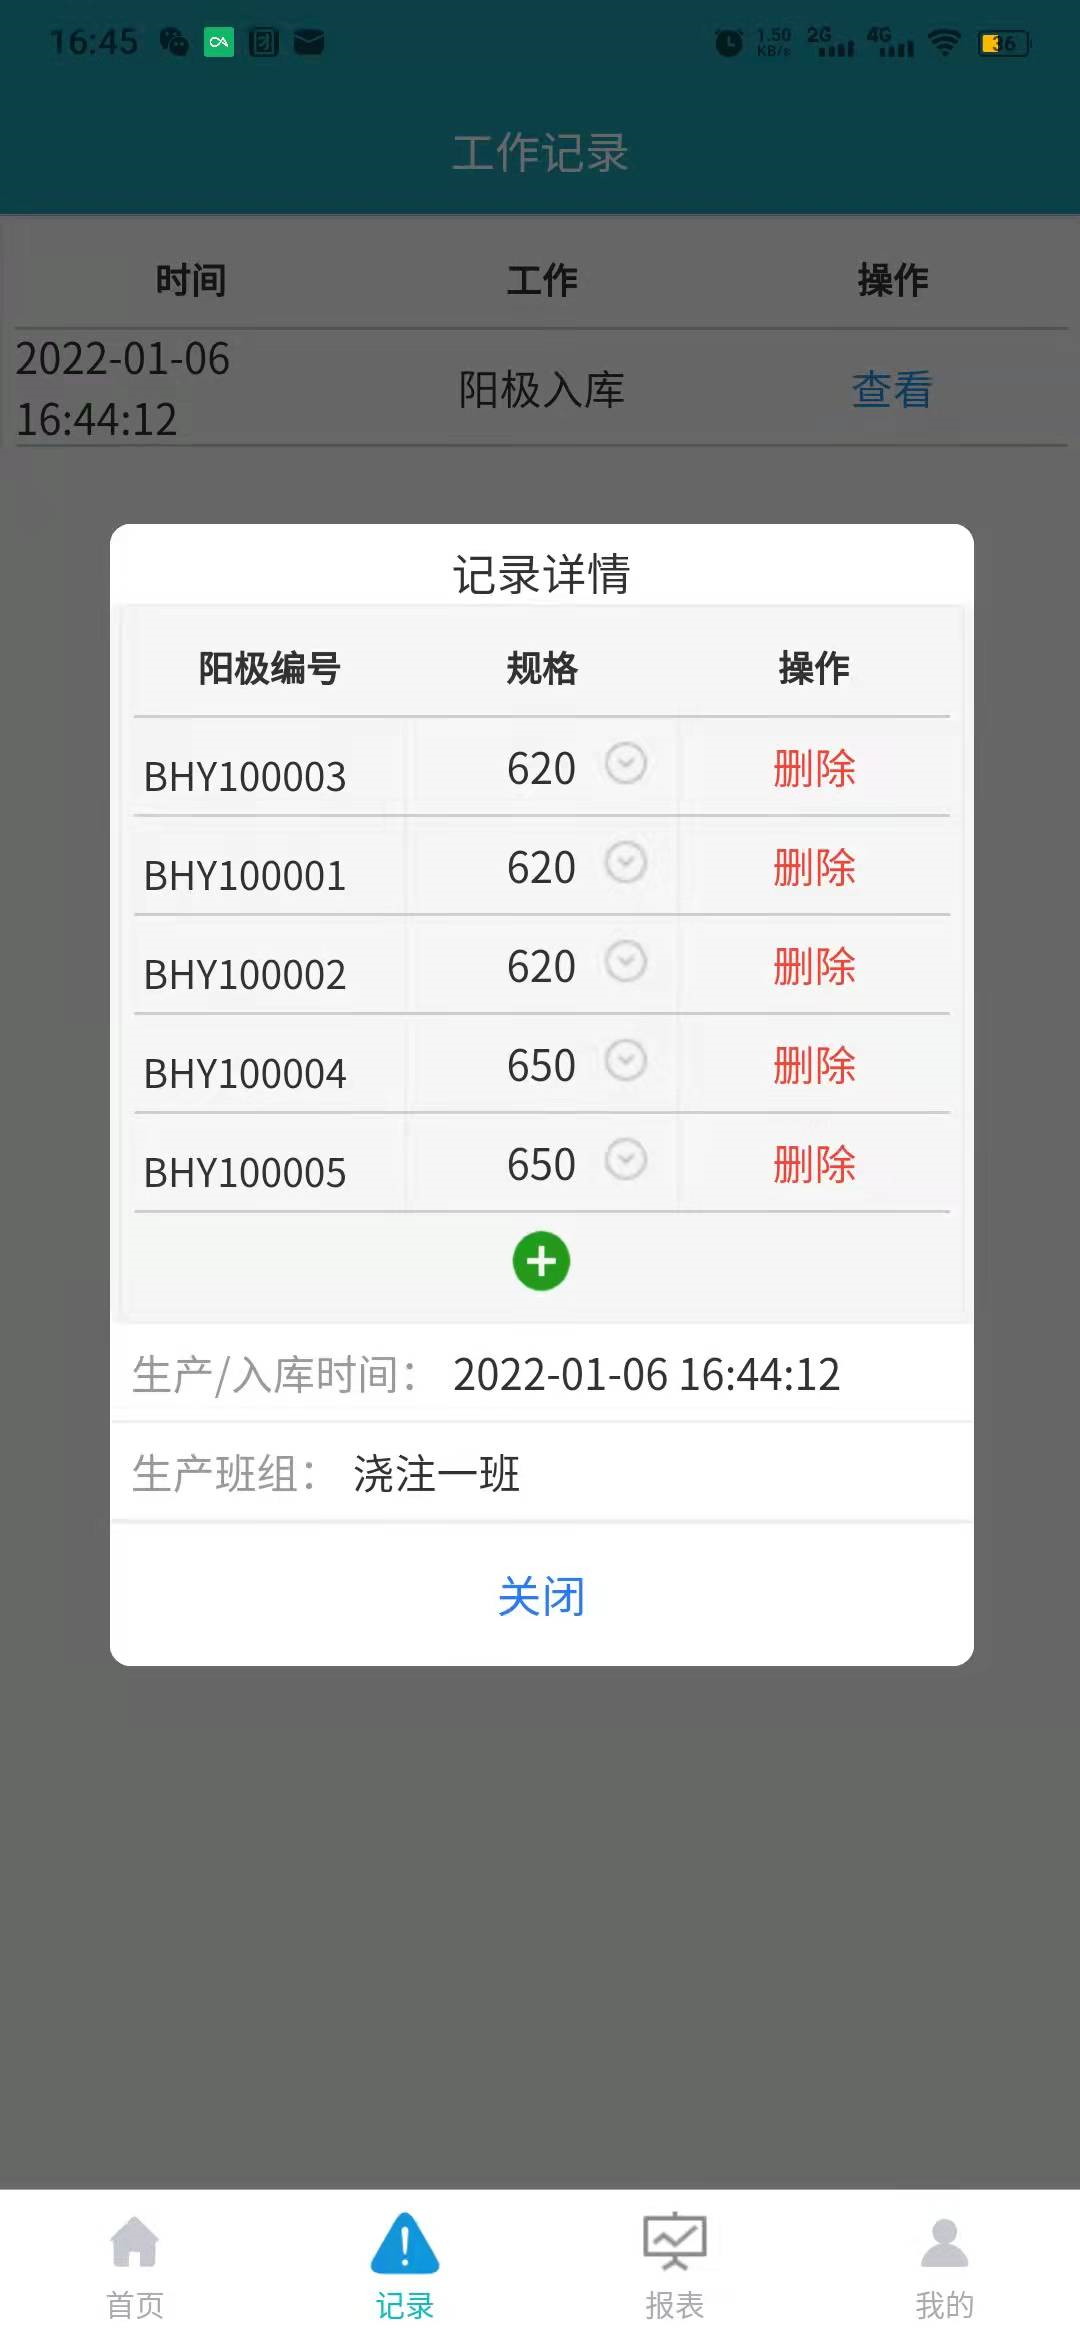 16:45
1.50 KB/s 2G 4G 36
工作记录
时间 工作 操作
2022-01-06
16:44:12
阳极入库 查看
记录详情
阳极编号 规格 操作
BHY100003 620 删除
BHY100001 620 删除
BHY100002 620 删除
BHY100004 650 删除
BHY100005 650 删除
生产/入库时间： 2022-01-06 16:44:12
生产班组： 浇注一班
关闭
首页 记录 报表 我的